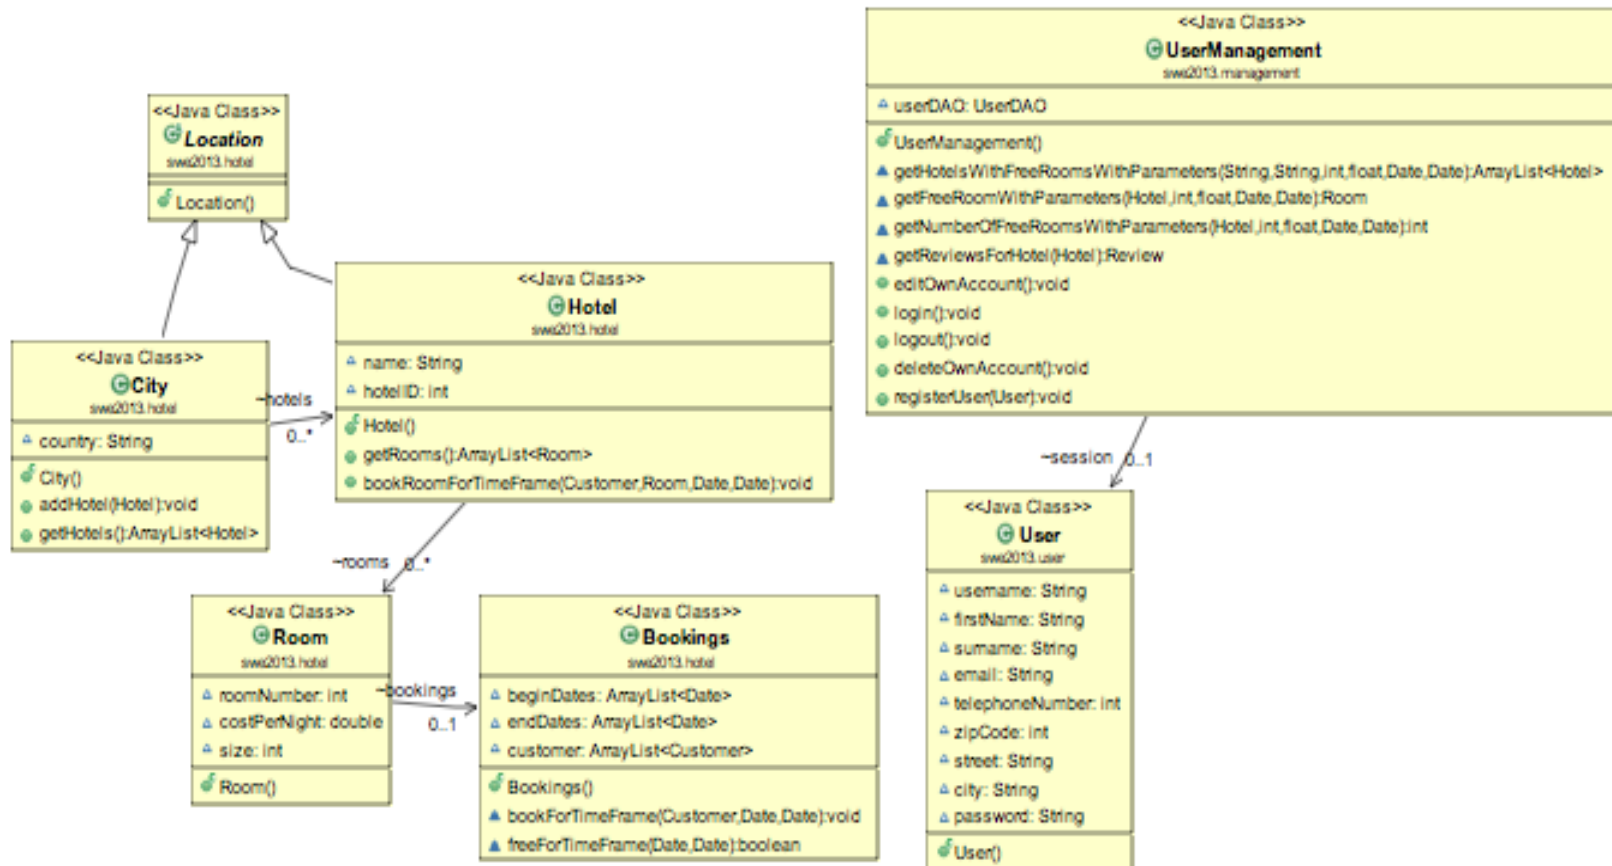 <<Java Class>>
Location
swe2013.hotel
Location()
<<Java Class>>
City
swe2013.hotel
country: String
City()
addHotel(Hotel):void
getHotels():ArrayList<Hotel>
~hotels
0..*
<<Java Class>>
Hotel
swe2013.hotel
name: String
hotelID: int
Hotel()
getRooms():ArrayList<Room>
bookRoomForTimeFrame(Customer,Room,Date,Date):void
~rooms 0..*
<<Java Class>>
Room
swe2013.hotel
roomNumber: int
costPerNight: double
size: int
Room()
~bookings
0..1
<<Java Class>>
Bookings
swe2013.hotel
beginDates: ArrayList<Date>
endDates: ArrayList<Date>
customer: ArrayList<Customer>
Bookings()
bookForTimeFrame(Customer,Date,Date):void
freeForTimeFrame(Date,Date):boolean
<<Java Class>>
UserManagement
swe2013.management
userDAO: UserDAO
UserManagement()
getHotelsWithFreeRoomsWithParameters(String,String,int,float,Date,Date):ArrayList<Hotel>
getFreeRoomWithParameters(Hotel,int,float,Date,Date):Room
getNumberOfFreeRoomsWithParameters(Hotel,int,float,Date,Date):int
getReviewsForHotel(Hotel):Review
editOwnAccount():void
login():void
logout():void
deleteOwnAccount():void
registerUser(User):void
~session 0..1
<<Java Class>>
User
swe2013.user
username: String
firstName: String
surname: String
email: String
telephoneNumber: int
zipCode: int
street: String
city: String
password: String
User()